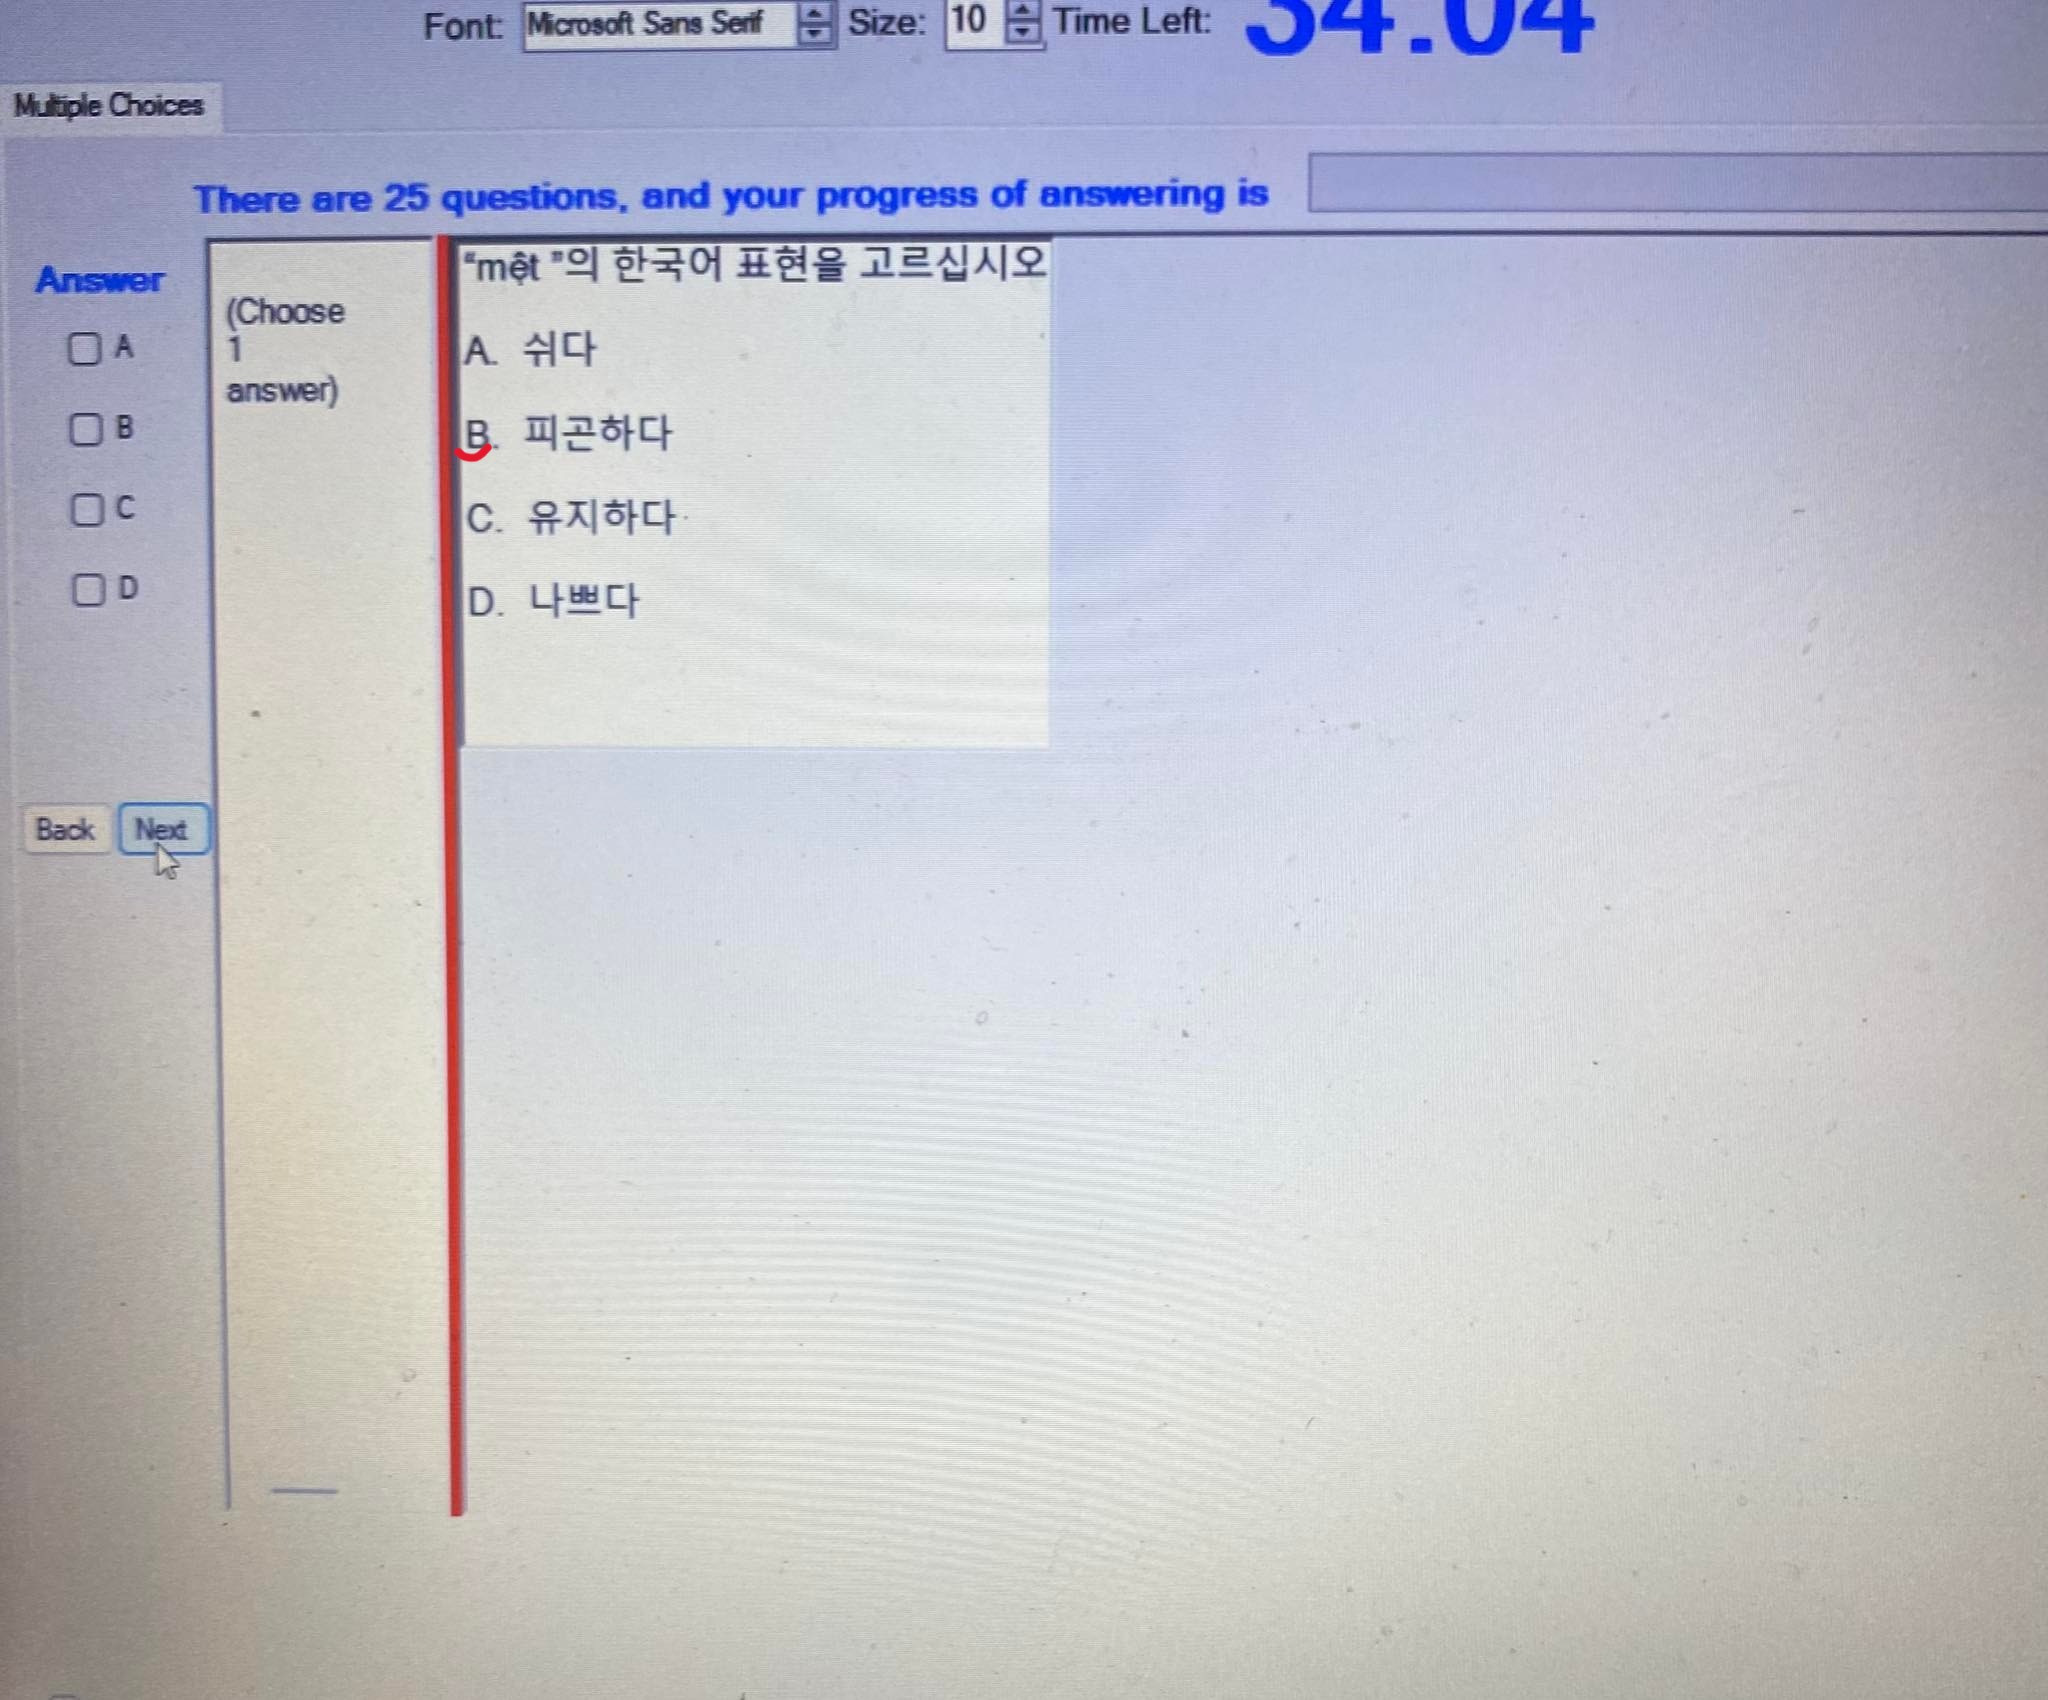 Font: Microsoft Sans Serif Size: 10 Time Left: 34:04
Multiple Choices
There are 25 questions, and your progress of answering is
Answer
(Choose
1
answer)
A
B
C
D
"mệt "의 한국어 표현을 고르십시오
A. 쉬다
B. 피곤하다
C. 유지하다
D. 나쁘다
Back Next